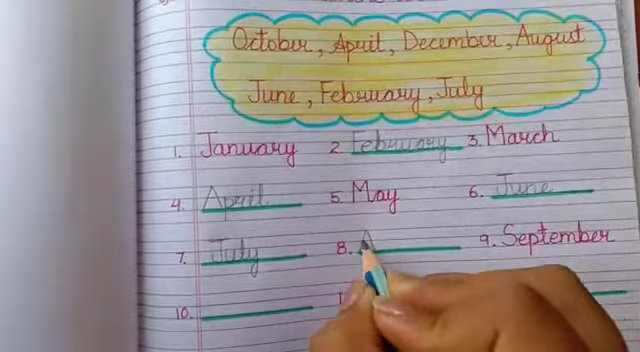 October, April, December, August
June, February, July
1. January 2. February 3. March
4. April 5. May 6. June
7. July 8. A 9. September
10.